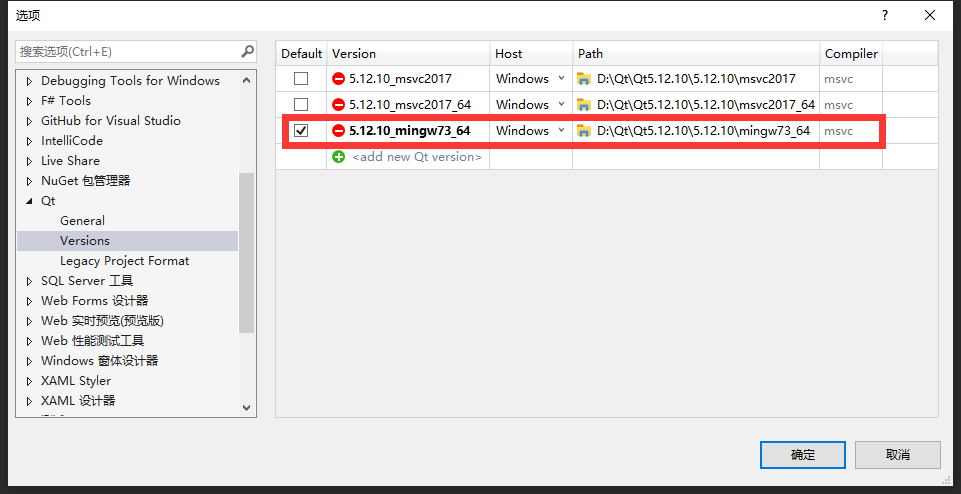 选项
?
搜索选项(Ctrl+E)
Debugging Tools for Windows
F# Tools
GitHub for Visual Studio
IntelliCode
Live Share
NuGet 包管理器
Qt
General
Versions
Legacy Project Format
SQL Server 工具
Web Forms 设计器
Web 实时预览(预览版)
Web 性能测试工具
Windows 窗体设计器
XAML Styler
XAML 设计器
Default Version Host Path Compiler
5.12.10_msvc2017 Windows D:\Qt\Qt5.12.10\5.12.10\msvc2017 msvc
5.12.10_msvc2017_64 Windows D:\Qt\Qt5.12.10\5.12.10\msvc2017_64 msvc
5.12.10_mingw73_64 Windows D:\Qt\Qt5.12.10\5.12.10\mingw73_64 msvc
<add new Qt version>
确定 取消